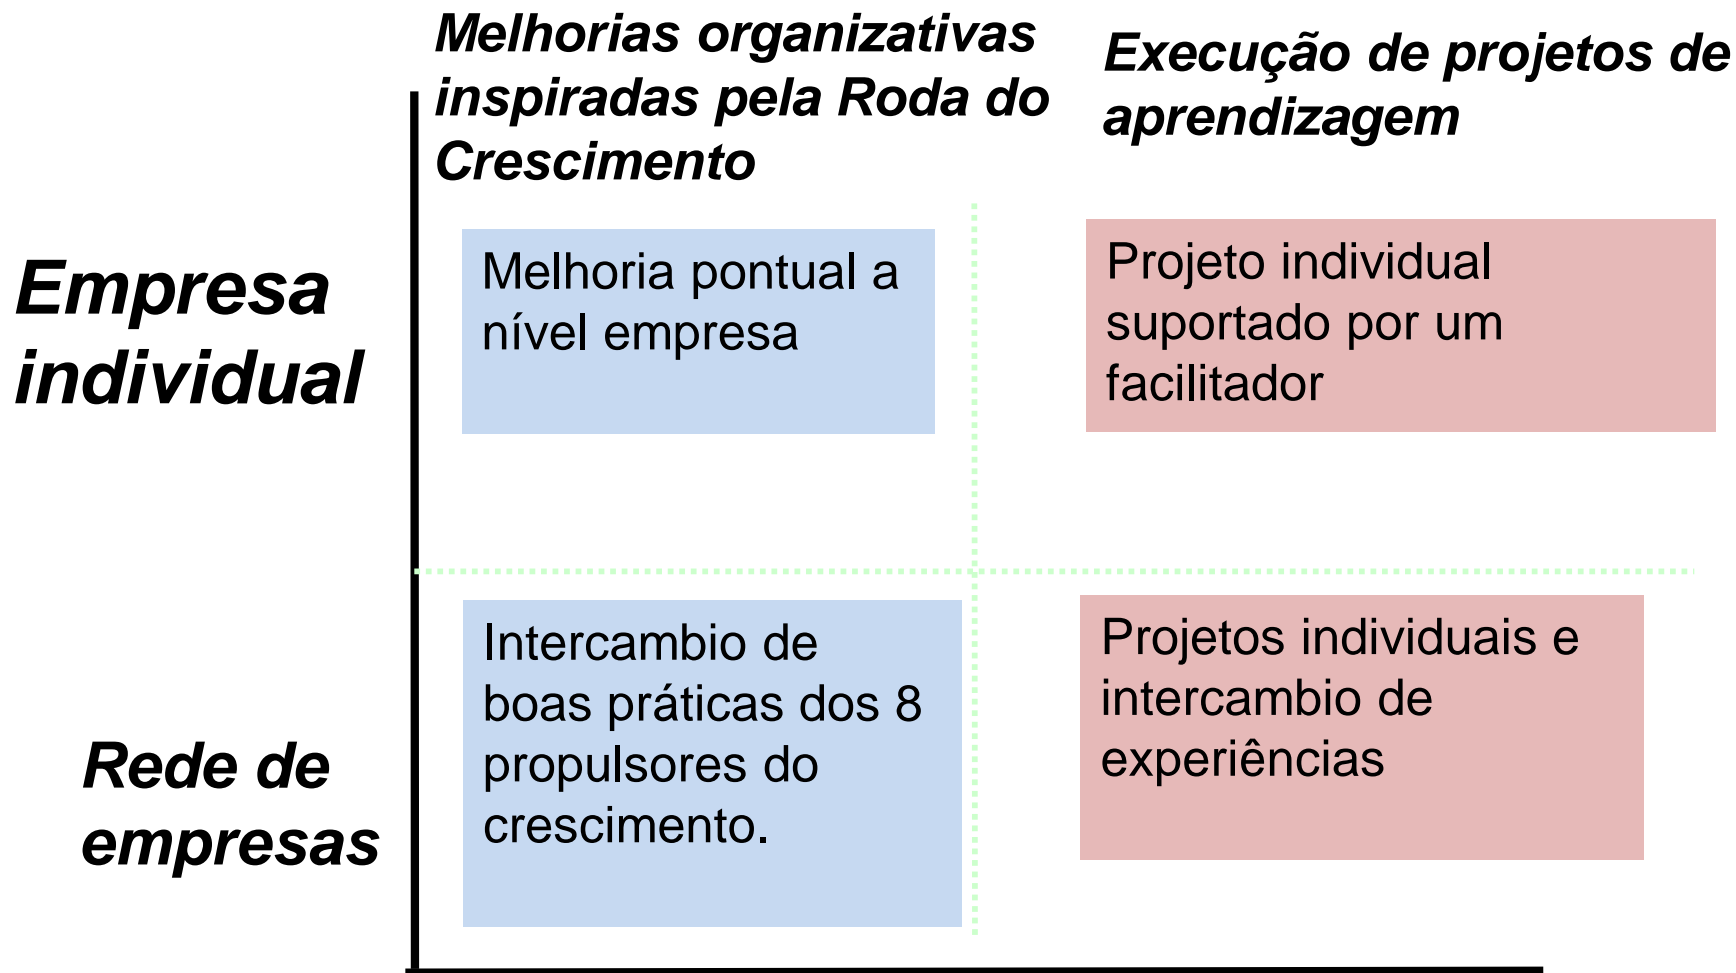 Melhorias organizativas
inspiradas pela Roda do
Crescimento
Execução de projetos de
aprendizagem
Empresa
individual
Melhoria pontual a
nível empresa
Projeto individual
suportado por um
facilitador
Rede de
empresas
Intercambio de
boas práticas dos 8
propulsores do
crescimento.
Projetos individuais e
intercambio de
experiências